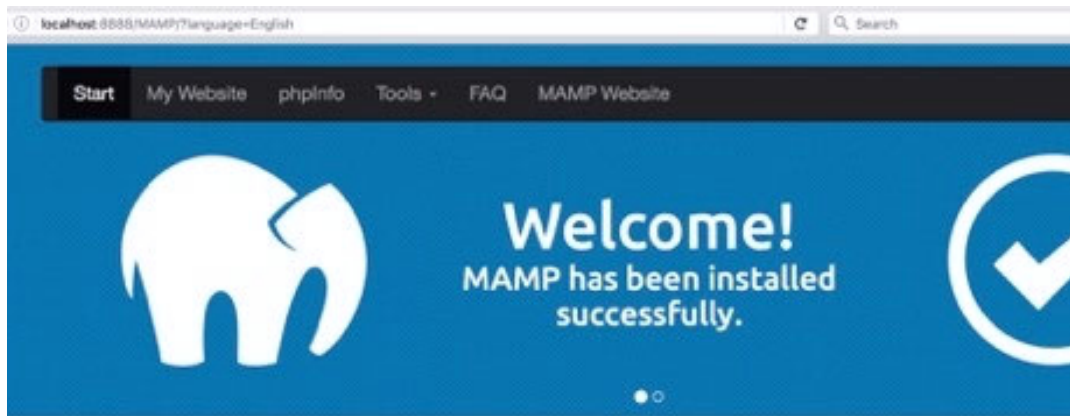 localhost:8888/MAMP/?language=English
Search
Start My Website phpInfo Tools FAQ MAMP Website
Welcome!
MAMP has been installed
successfully.